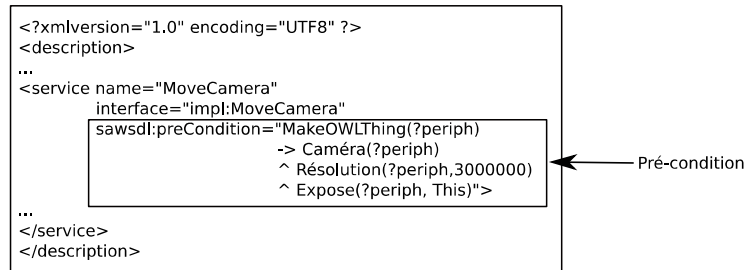 <?xmlversion="1.0" encoding="UTF8" ?>
<description>
...
<service name="MoveCamera"
interface="impl:MoveCamera"
sawsdl:preCondition="MakeOWLThing(?periph)
-> Caméra(?periph)
^ Résolution(?periph,3000000)
^ Expose(?periph, This)">
Pré-condition
...
</service>
</description>